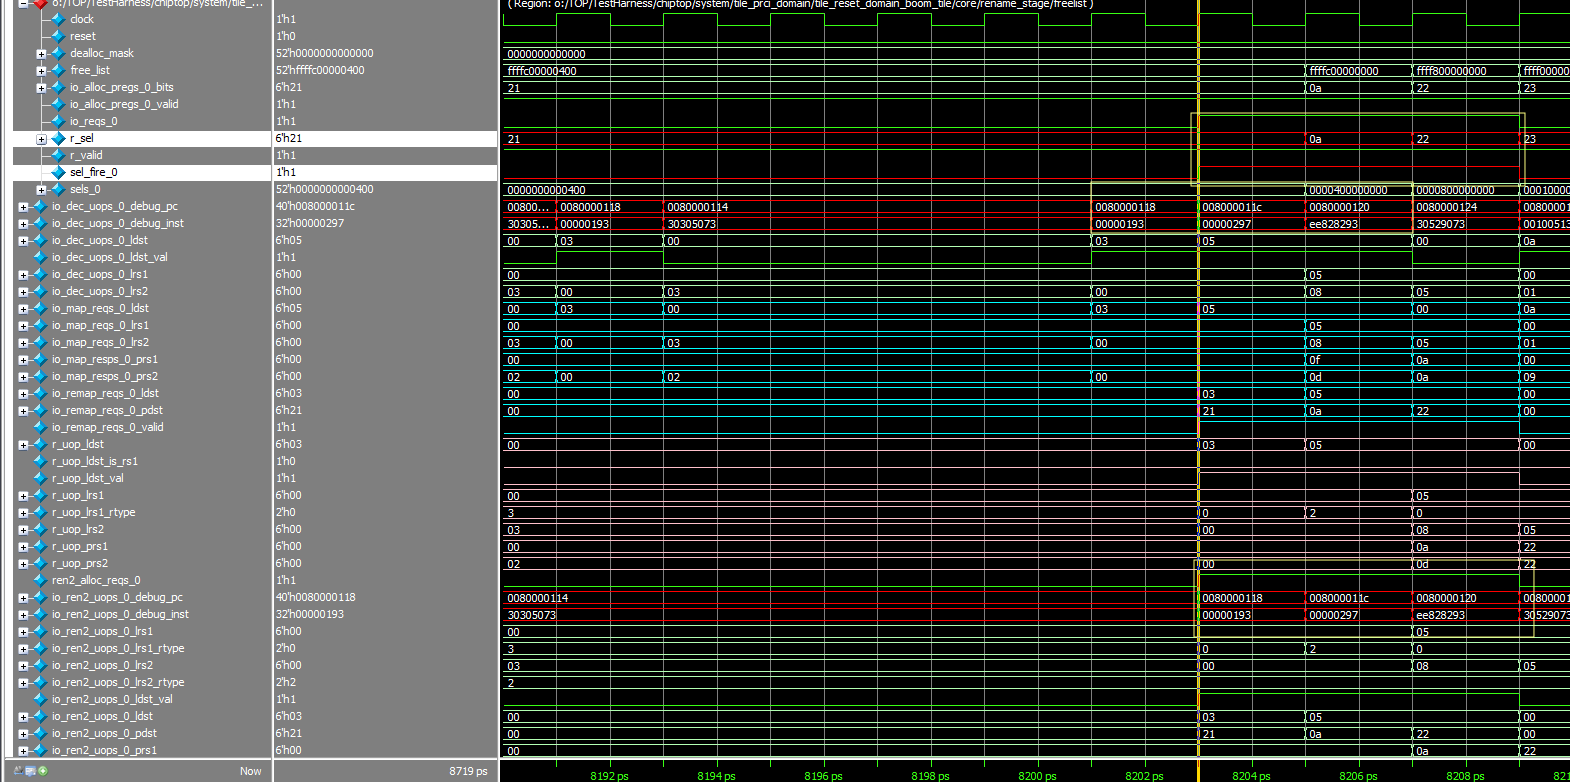 o:/TOP/TestHarness/chiptop/system/tile_... (Region: o:/TOP/TestHarness/chiptop/system/tile_prci_domain/tile_reset_domain_boom_tile/core/rename_stage/freelist )
clock 1'h1
reset 1'h0
dealloc_mask 52'h0000000000000 0000000000000
free_list 52'hffffc00000400 ffffc00000400 ffffc00000000 ffff800000000 ffff00000
io_alloc_pregs_0_bits 6'h21 21 0a 22 23
io_alloc_pregs_0_valid 1'h1
io_reqs_0 1'h1
r_sel 6'h21 21 0a 22 23
r_valid 1'h1
sel_fire_0 1'h1
sels_0 52'h0000000000400 0000000000400 0000400000000 0000800000000 00010000
io_dec_uops_0_debug_pc 40'h008000011c 00800... 0080000118 0080000114 0080000118 008000011c 0080000120 0080000124 00800001
io_dec_uops_0_debug_inst 32'h00000297 30305... 00000193 30305073 00000193 00000297 ee828293 30529073 00100513
io_dec_uops_0_ldst 6'h05 00 03 00 03 05 00 0a
io_dec_uops_0_ldst_val 1'h1
io_dec_uops_0_lrs1 6'h00 00 05 00
io_dec_uops_0_lrs2 6'h00 03 00 03 00 08 05 01
io_map_reqs_0_ldst 6'h05 00 03 00 03 05 00 0a
io_map_reqs_0_lrs1 6'h00 00 05 00
io_map_reqs_0_lrs2 6'h00 03 00 03 00 08 05 01
io_map_resps_0_prs1 6'h00 00 0f 0a 00
io_map_resps_0_prs2 6'h00 02 00 02 00 0d 0a 09
io_remap_reqs_0_ldst 6'h03 00 03 05 00
io_remap_reqs_0_pdst 6'h21 00 21 0a 22 00
io_remap_reqs_0_valid 1'h1
r_uop_ldst 6'h03 00 03 05 00
r_uop_ldst_is_rs1 1'h0
r_uop_ldst_val 1'h1
r_uop_lrs1 6'h00 00 05
r_uop_lrs1_rtype 2'h0 3 0 2 0
r_uop_lrs2 6'h00 03 00 08 05
r_uop_prs1 6'h00 00 0a 22
r_uop_prs2 6'h00 02 00 0d 22
ren2_alloc_reqs_0 1'h1
io_ren2_uops_0_debug_pc 40'h0080000118 0080000114 0080000118 008000011c 0080000120 00800001
io_ren2_uops_0_debug_inst 32'h00000193 30305073 00000193 00000297 ee828293 30529073
io_ren2_uops_0_lrs1 6'h00 00 05
io_ren2_uops_0_lrs1_rtype 2'h0 3 0 2 0
io_ren2_uops_0_lrs2 6'h00 03 00 08 05
io_ren2_uops_0_lrs2_rtype 2'h2 2
io_ren2_uops_0_ldst_val 1'h1
io_ren2_uops_0_ldst 6'h03 00 03 05 00
io_ren2_uops_0_pdst 6'h21 00 21 0a 22 00
io_ren2_uops_0_prs1 6'h00 00 0a 22
Now 8719 ps 8192 ps 8194 ps 8196 ps 8198 ps 8200 ps 8202 ps 8204 ps 8206 ps 8208 ps 821